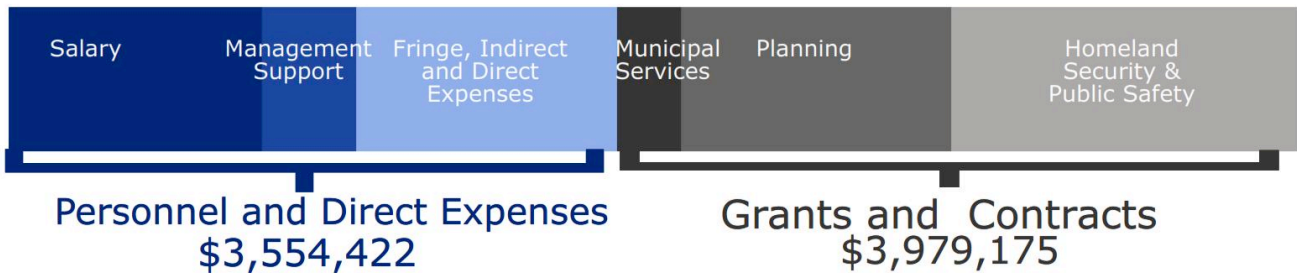 Salary
Management
Support
Fringe, Indirect
and Direct
Expenses
Municipal
Services
Planning
Homeland
Security &
Public Safety
Personnel and Direct Expenses
$3,554,422
Grants and Contracts
$3,979,175